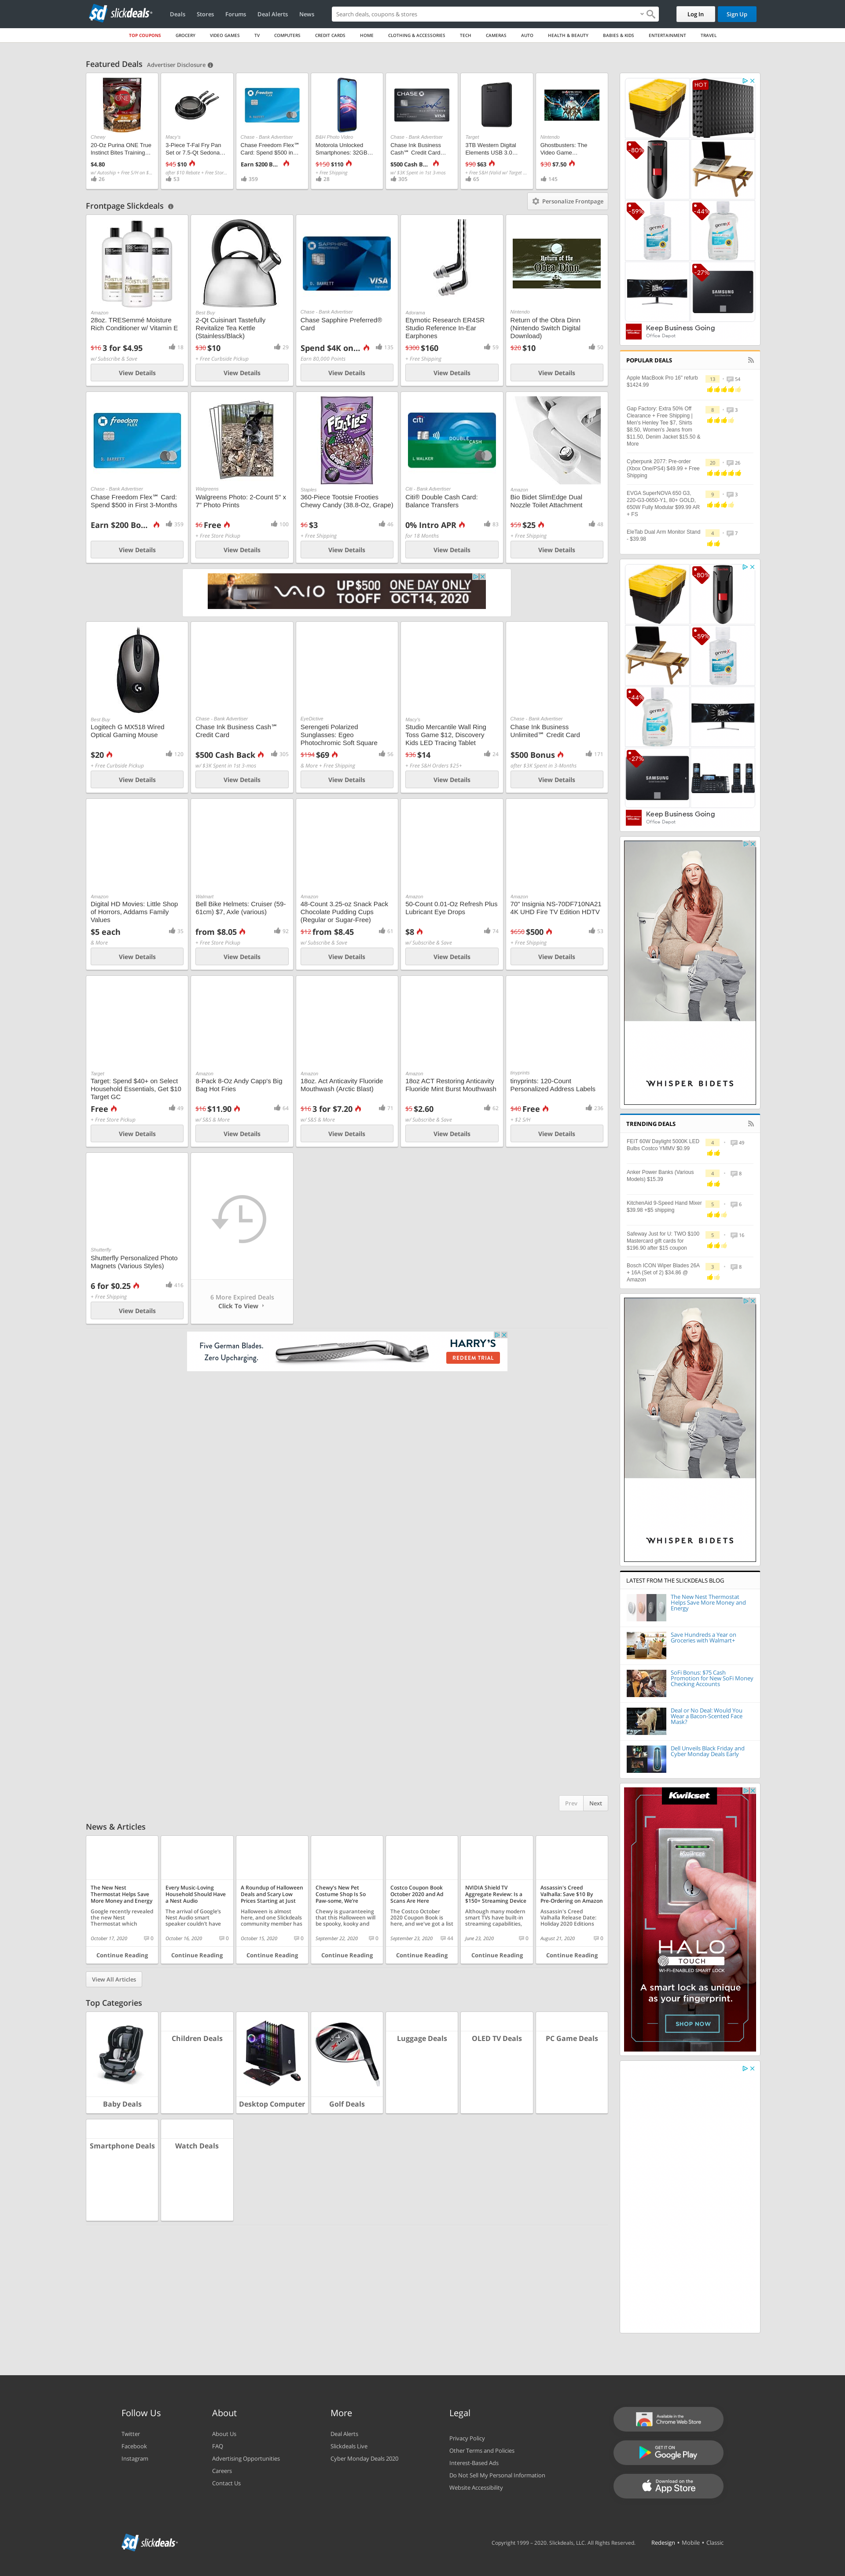 sd slickdeals
Deals Stores Forums Deal Alerts News
Search deals, coupons & stores
Log In Sign Up
TOP COUPONS GROCERY VIDEO GAMES TV COMPUTERS CREDIT CARDS HOME CLOTHING & ACCESSORIES TECH CAMERAS AUTO HEALTH & BEAUTY BABIES & KIDS ENTERTAINMENT TRAVEL
Featured Deals Advertiser Disclosure
Chewy
20-Oz Purina ONE True
Instinct Bites Training...
$4.80
26
Macy's
3-Piece T-Fal Fry Pan
Set or 7.5-Qt Sedona...
$45 $10
53
Chase - Bank Advertiser
Chase Freedom Flex℠
Card: Spend $500 in...
Earn $200 B...
359
B&H Photo Video
Motorola Unlocked
Smartphones: 32GB...
$150 $110
+ Free Shipping
28
Chase - Bank Advertiser
Chase Ink Business
Cash℠ Credit Card...
$500 Cash B...
w/ $3K Spent in 1st 3-mos
305
Target
3TB Western Digital
Elements USB 3.0...
$90 $63
65
Nintendo
Ghostbusters: The
Video Game...
$30 $7.50
145
Frontpage Slickdeals
Personalize Frontpage
Amazon
28oz. TRESemmé Moisture
Rich Conditioner w/ Vitamin E
$16 3 for $4.95
18
w/ Subscribe & Save
View Details
Best Buy
2-Qt Cuisinart Tastefully
Revitalize Tea Kettle
(Stainless/Black)
$30 $10
29
+ Free Curbside Pickup
View Details
Chase - Bank Advertiser
Chase Sapphire Preferred®
Card
Spend $4K on...
135
Earn 80,000 Points
View Details
Adorama
Etymotic Research ER4SR
Studio Reference In-Ear
Earphones
$300 $160
59
+ Free Shipping
View Details
Nintendo
Return of the Obra Dinn
(Nintendo Switch Digital
Download)
$20 $10
50
View Details
Chase - Bank Advertiser
Chase Freedom Flex℠ Card:
Spend $500 in First 3-Months
Earn $200 Bo...
359
View Details
Walgreens
Walgreens Photo: 2-Count 5" x
7" Photo Prints
$6 Free
100
+ Free Store Pickup
View Details
Staples
360-Piece Tootsie Frooties
Chewy Candy (38.8-Oz, Grape)
$6 $3
46
+ Free Shipping
View Details
Citi - Bank Advertiser
Citi® Double Cash Card:
Balance Transfers
0% Intro APR
83
for 18 Months
View Details
Amazon
Bio Bidet SlimEdge Dual
Nozzle Toilet Attachment
$59 $25
48
+ Free Shipping
View Details
VAIO UP TO $500 OFF ONE DAY ONLY OCT 14, 2020
Best Buy
Logitech G MX518 Wired
Optical Gaming Mouse
$20
120
+ Free Curbside Pickup
View Details
Chase - Bank Advertiser
Chase Ink Business Cash℠
Credit Card
$500 Cash Back
305
w/ $3K Spent in 1st 3-mos
View Details
EyeDictive
Serengeti Polarized
Sunglasses: Egeo
Photochromic Soft Square
$194 $69
56
& More + Free Shipping
View Details
Macy's
Studio Mercantile Wall Ring
Toss Game $12, Discovery
Kids LED Tracing Tablet
$36 $14
24
+ Free S&H Orders $25+
View Details
Chase - Bank Advertiser
Chase Ink Business
Unlimited℠ Credit Card
$500 Bonus
171
after $3K Spent in 3-Months
View Details
Amazon
Digital HD Movies: Little Shop
of Horrors, Addams Family
Values
$5 each
35
& More
View Details
Walmart
Bell Bike Helmets: Cruiser (59-
61cm) $7, Axle (various)
from $8.05
92
+ Free Store Pickup
View Details
Amazon
48-Count 3.25-oz Snack Pack
Chocolate Pudding Cups
(Regular or Sugar-Free)
$12 from $8.45
61
w/ Subscribe & Save
View Details
Amazon
50-Count 0.01-Oz Refresh Plus
Lubricant Eye Drops
$8
74
w/ Subscribe & Save
View Details
Amazon
70" Insignia NS-70DF710NA21
4K UHD Fire TV Edition HDTV
$650 $500
53
+ Free Shipping
View Details
Target
Target: Spend $40+ on Select
Household Essentials, Get $10
Target GC
Free
49
+ Free Store Pickup
View Details
Amazon
8-Pack 8-Oz Andy Capp's Big
Bag Hot Fries
$16 $11.90
64
w/ S&S & More
View Details
Amazon
18oz. Act Anticavity Fluoride
Mouthwash (Arctic Blast)
$16 3 for $7.20
71
w/ S&S & More
View Details
Amazon
18oz ACT Restoring Anticavity
Fluoride Mint Burst Mouthwash
$5 $2.60
62
w/ Subscribe & Save
View Details
tinyprints
tinyprints: 120-Count
Personalized Address Labels
$40 Free
236
+ $2 S/H
View Details
Shutterfly
Shutterfly Personalized Photo
Magnets (Various Styles)
6 for $0.25
416
+ Free Shipping
View Details
6 More Expired Deals
Click To View
Five German Blades.
Zero Upcharging.
HARRY'S
REDEEM TRIAL
Prev Next
News & Articles
The New Nest
Thermostat Helps Save
More Money and Energy
Google recently revealed
the new Nest
Thermostat which
October 17, 2020 0
Continue Reading
Every Music-Loving
Household Should Have
a Nest Audio
The arrival of Google's
Nest Audio smart
speaker couldn't have
October 16, 2020 0
Continue Reading
A Roundup of Halloween
Deals and Scary Low
Prices Starting at Just
Halloween is almost
here, and one Slickdeals
community member has
October 15, 2020 0
Continue Reading
Chewy's New Pet
Costume Shop Is So
Paw-some, We're
Chewy is guaranteeing
that this Halloween will
be spooky, kooky and
September 22, 2020 0
Continue Reading
Costco Coupon Book
October 2020 and Ad
Scans Are Here
The Costco October
2020 Coupon Book is
here, and we've got a list
September 23, 2020 44
Continue Reading
NVIDIA Shield TV
Aggregate Review: Is a
$150+ Streaming Device
Although many modern
smart TVs have built-in
streaming capabilities,
June 23, 2020 0
Continue Reading
Assassin's Creed
Valhalla: Save $10 By
Pre-Ordering on Amazon
Assassin's Creed
Valhalla Release Date:
Holiday 2020 Editions
August 21, 2020 0
Continue Reading
View All Articles
Top Categories
Baby Deals
Children Deals
Desktop Computer
Golf Deals
Luggage Deals
OLED TV Deals
PC Game Deals
Smartphone Deals
Watch Deals
HOT
-80%
-59%
-44%
-27%
SAMSUNG
Keep Business Going
Office Depot
POPULAR DEALS
Apple MacBook Pro 16" refurb
$1424.99
13 54
Gap Factory: Extra 50% Off
Clearance + Free Shipping |
Men's Henley Tee $7; Shirts
$8.50, Women's Jeans from
$11.50, Denim Jacket $15.50 &
More
8 3
Cyberpunk 2077: Pre-order
(Xbox One/PS4) $49.99 + Free
Shipping
20 26
EVGA SuperNOVA 650 G3,
220-G3-0650-Y1, 80+ GOLD,
650W Fully Modular $99.99 AR
+ FS
9 3
EleTab Dual Arm Monitor Stand
- $39.98
4 7
-80%
-59%
-44%
-27%
SAMSUNG
Keep Business Going
Office Depot
WHISPER BIDETS
TRENDING DEALS
FEIT 60W Daylight 5000K LED
Bulbs Costco YMMV $0.99
4 49
Anker Power Banks (Various
Models) $15.39
4 8
KitchenAid 9-Speed Hand Mixer
$39.98 +$5 shipping
5 6
Safeway Just for U: TWO $100
Mastercard gift cards for
$196.90 after $15 coupon
5 16
Bosch ICON Wiper Blades 26A
+ 16A (Set of 2) $34.86 @
Amazon
3 8
WHISPER BIDETS
LATEST FROM THE SLICKDEALS BLOG
The New Nest Thermostat
Helps Save More Money and
Energy
Save Hundreds a Year on
Groceries with Walmart+
SoFi Bonus: $75 Cash
Promotion for New SoFi Money
Checking Accounts
Deal or No Deal: Would You
Wear a Bacon-Scented Face
Mask?
Dell Unveils Black Friday and
Cyber Monday Deals Early
Kwikset
HALO
TOUCH
WI-FI-ENABLED SMART LOCK
A smart lock as unique
as your fingerprint.
SHOP NOW
Follow Us
Twitter
Facebook
Instagram
About
About Us
FAQ
Advertising Opportunities
Careers
Contact Us
More
Deal Alerts
Slickdeals Live
Cyber Monday Deals 2020
Legal
Privacy Policy
Other Terms and Policies
Interest-Based Ads
Do Not Sell My Personal Information
Website Accessibility
Available in the
Chrome Web Store
GET IT ON
Google Play
Download on the
App Store
sd slickdeals
Copyright 1999 – 2020. Slickdeals, LLC. All Rights Reserved. Redesign • Mobile • Classic